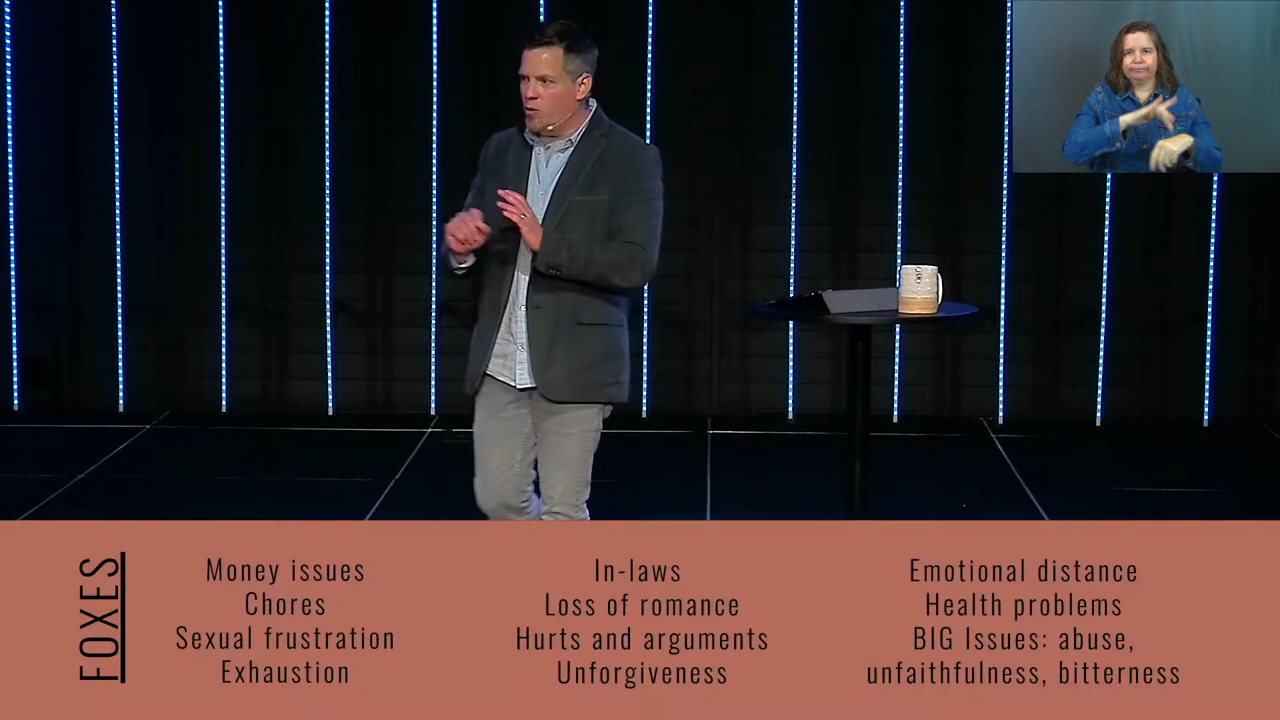 FOXES
Money issues
Chores
Sexual frustration
Exhaustion
In-laws
Loss of romance
Hurts and arguments
Unforgiveness
Emotional distance
Health problems
BIG Issues: abuse,
unfaithfulness, bitterness